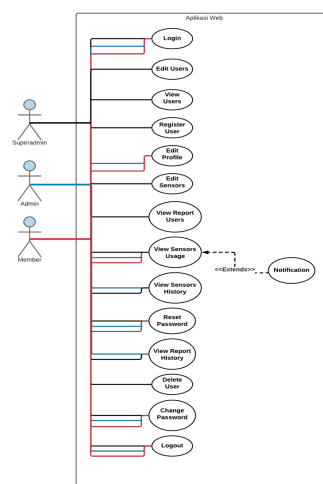 Aplikasi Web
Login
Edit Users
View
Users
Superadmin
Register
User
Edit
Profile
Admin
Edit
Sensors
View Report
Users
Member
View Sensors
Usage
<<Extends>>
Notification
View Sensors
History
Reset
Password
View Report
History
Delete
User
Change
Password
Logout